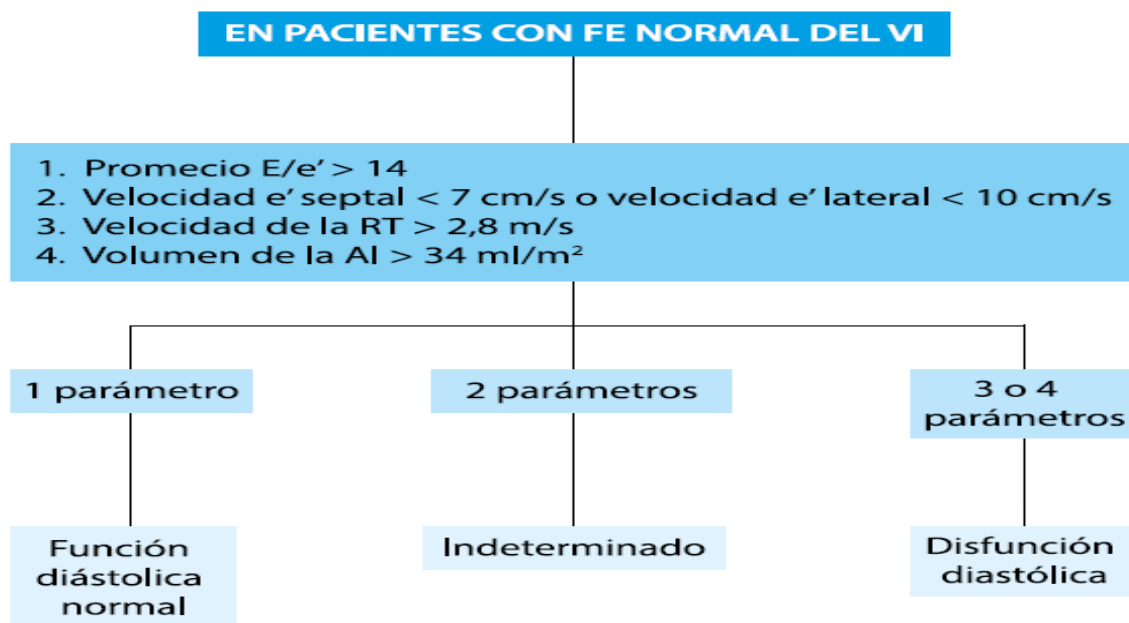 EN PACIENTES CON FE NORMAL DEL VI
1. Promecio E/e’ > 14
2. Velocidad e’ septal < 7 cm/s o velocidad e’ lateral < 10 cm/s
3. Velocidad de la RT > 2,8 m/s
4. Volumen de la Al > 34 ml/m²
1 parámetro
2 parámetros
3 o 4
parámetros
Función
diástolica
normal
Indeterminado
Disfunción
diastólica